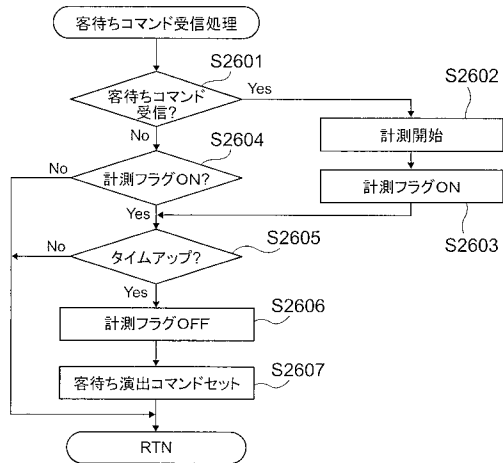 客待ちコマンド受信処理
S2601
客待ちコマンド
受信?
Yes
S2602
計測開始
No
S2604
計測フラグON?
No
計測フラグON
S2603
Yes
S2605
タイムアップ?
No
Yes
S2606
計測フラグOFF
S2607
客待ち演出コマンドセット
RTN